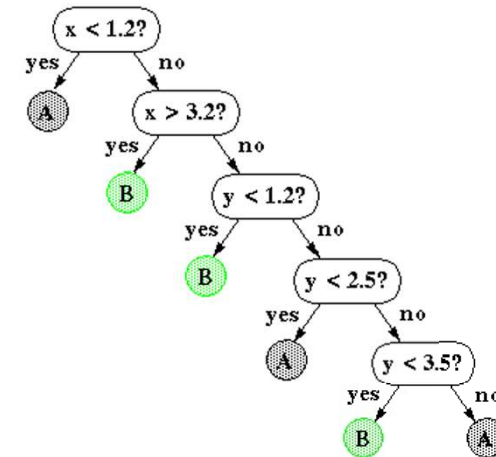 x < 1.2?
yes
no
A
x > 3.2?
yes
no
B
y < 1.2?
yes
no
B
y < 2.5?
yes
no
A
y < 3.5?
yes
no
B
A